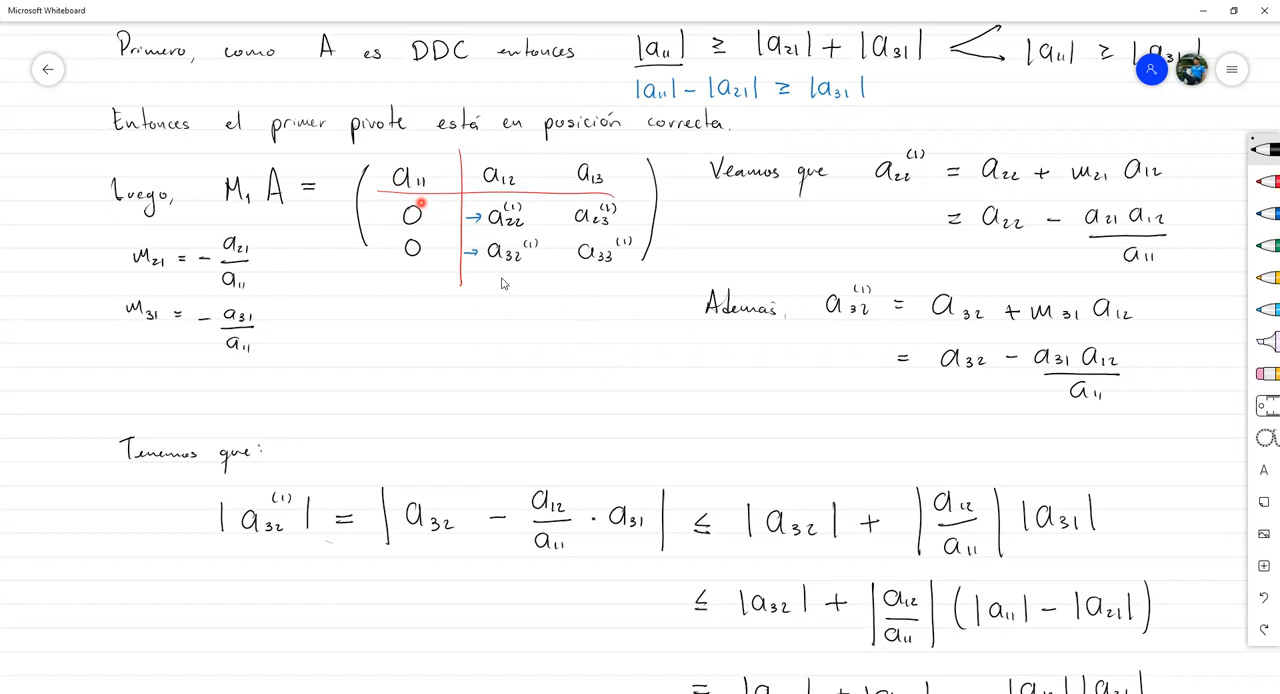 Microsoft Whiteboard
Primero, como A es DDC entonces |a₁₁| ≥ |a₂₁| + |a₃₁| |a₁₁| ≥ |a₃₁|
|a₁₁| - |a₂₁| ≥ |a₃₁|
Entonces el primer pivote está en posición correcta.
Luego, M₁ A = ( a₁₁ a₁₂ a₁₃
0 → a₂₂⁽¹⁾ a₂₃⁽¹⁾
0 → a₃₂⁽¹⁾ a₃₃⁽¹⁾ )
m₂₁ = - a₂₁ / a₁₁
m₃₁ = - a₃₁ / a₁₁
Veamos que a₂₂⁽¹⁾ = a₂₂ + m₂₁ a₁₂
= a₂₂ - a₂₁ a₁₂ / a₁₁
Además, a₃₂⁽¹⁾ = a₃₂ + m₃₁ a₁₂
= a₃₂ - a₃₁ a₁₂ / a₁₁
Tenemos que:
|a₃₂⁽¹⁾| = |a₃₂ - a₁₂ / a₁₁ · a₃₁| ≤ |a₃₂| + |a₁₂ / a₁₁| |a₃₁|
≤ |a₃₂| + |a₁₂ / a₁₁| (|a₁₁| - |a₂₁|)